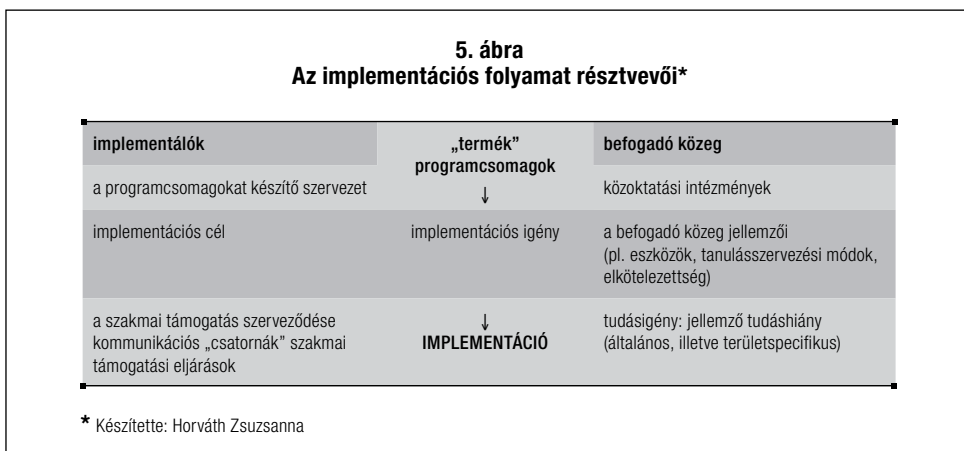 5. ábra
Az implementációs folyamat résztvevői*
implementálók
„termék”
programcsomagok
befogadó közeg
a programcsomagokat készítő szervezet
↓
közoktatási intézmények
implementációs cél
implementációs igény
a befogadó közeg jellemzői
(pl. eszközök, tanulásszervezési módok,
elkötelezettség)
a szakmai támogatás szerveződése
kommunikációs „csatornák” szakmai
támogatási eljárások
↓
IMPLEMENTÁCIÓ
tudásigény: jellemző tudáshiány
(általános, illetve területspecifikus)
* Készítette: Horváth Zsuzsanna